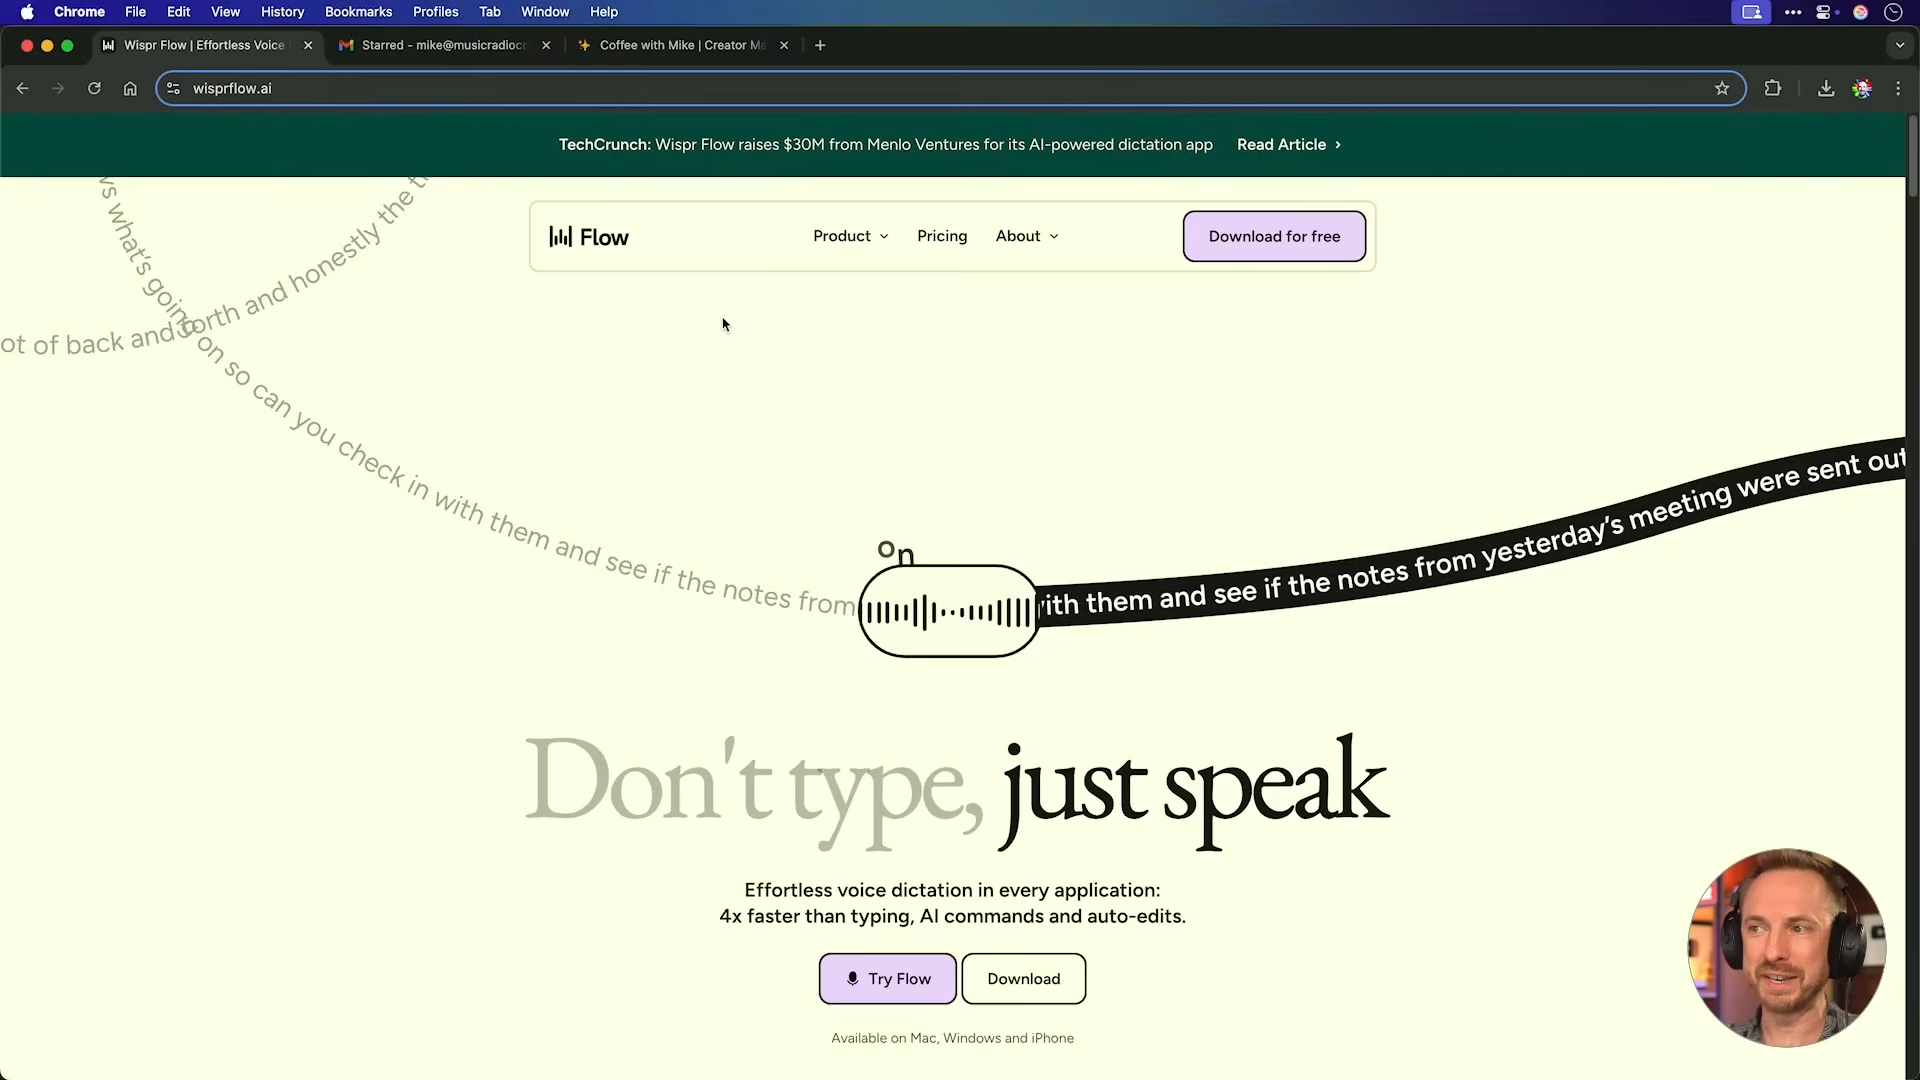 Chrome File Edit View History Bookmarks Profiles Tab Window Help
Wispr Flow | Effortless Voice
Starred - mike@musicradiocr
Coffee with Mike | Creator Ma
wisprflow.ai
TechCrunch: Wispr Flow raises $30M from Menlo Ventures for its AI-powered dictation app Read Article ›
Flow
Product Pricing About
Download for free
ot of back and forth and honestly the
what's going on so can you check in with them and see if the notes from
on
with them and see if the notes from yesterday's meeting were sent out
Don't type, just speak
Effortless voice dictation in every application:
4x faster than typing, AI commands and auto-edits.
Try Flow Download
Available on Mac, Windows and iPhone